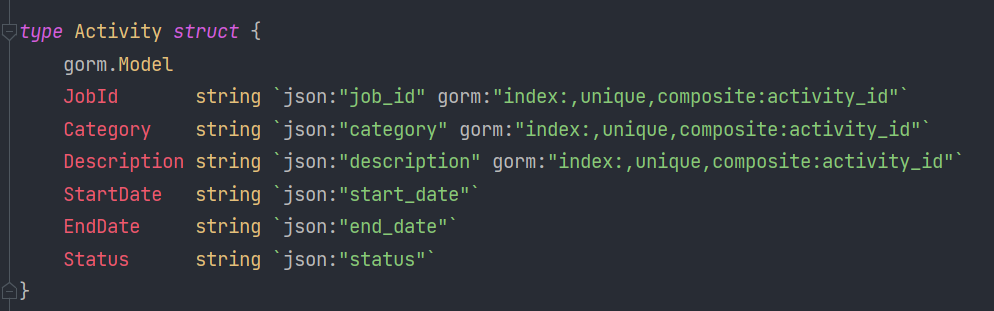 type Activity struct {
    gorm.Model
    JobId       string `json:"job_id" gorm:"index:,unique,composite:activity_id"`
    Category    string `json:"category" gorm:"index:,unique,composite:activity_id"`
    Description string `json:"description" gorm:"index:,unique,composite:activity_id"`
    StartDate   string `json:"start_date"`
    EndDate     string `json:"end_date"`
    Status      string `json:"status"`
}